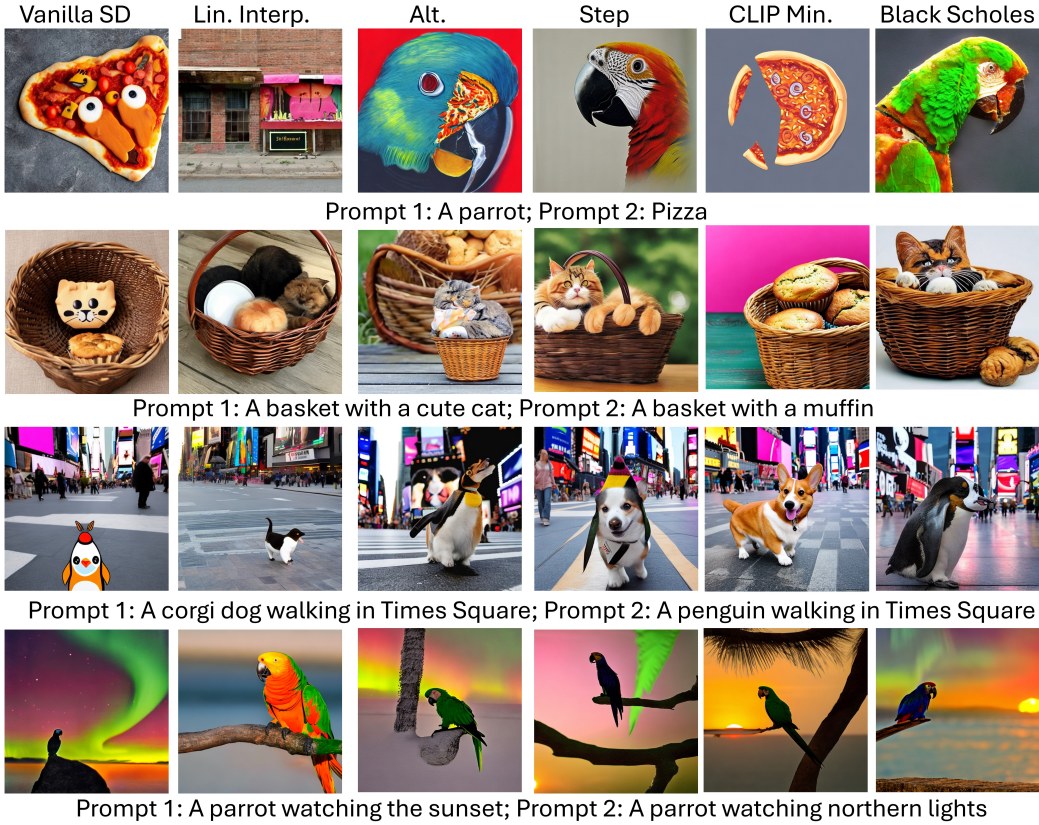 Vanilla SD Lin. Interp. Alt. Step CLIP Min. Black Scholes
Prompt 1: A parrot; Prompt 2: Pizza
Prompt 1: A basket with a cute cat; Prompt 2: A basket with a muffin
Prompt 1: A corgi dog walking in Times Square; Prompt 2: A penguin walking in Times Square
Prompt 1: A parrot watching the sunset; Prompt 2: A parrot watching northern lights